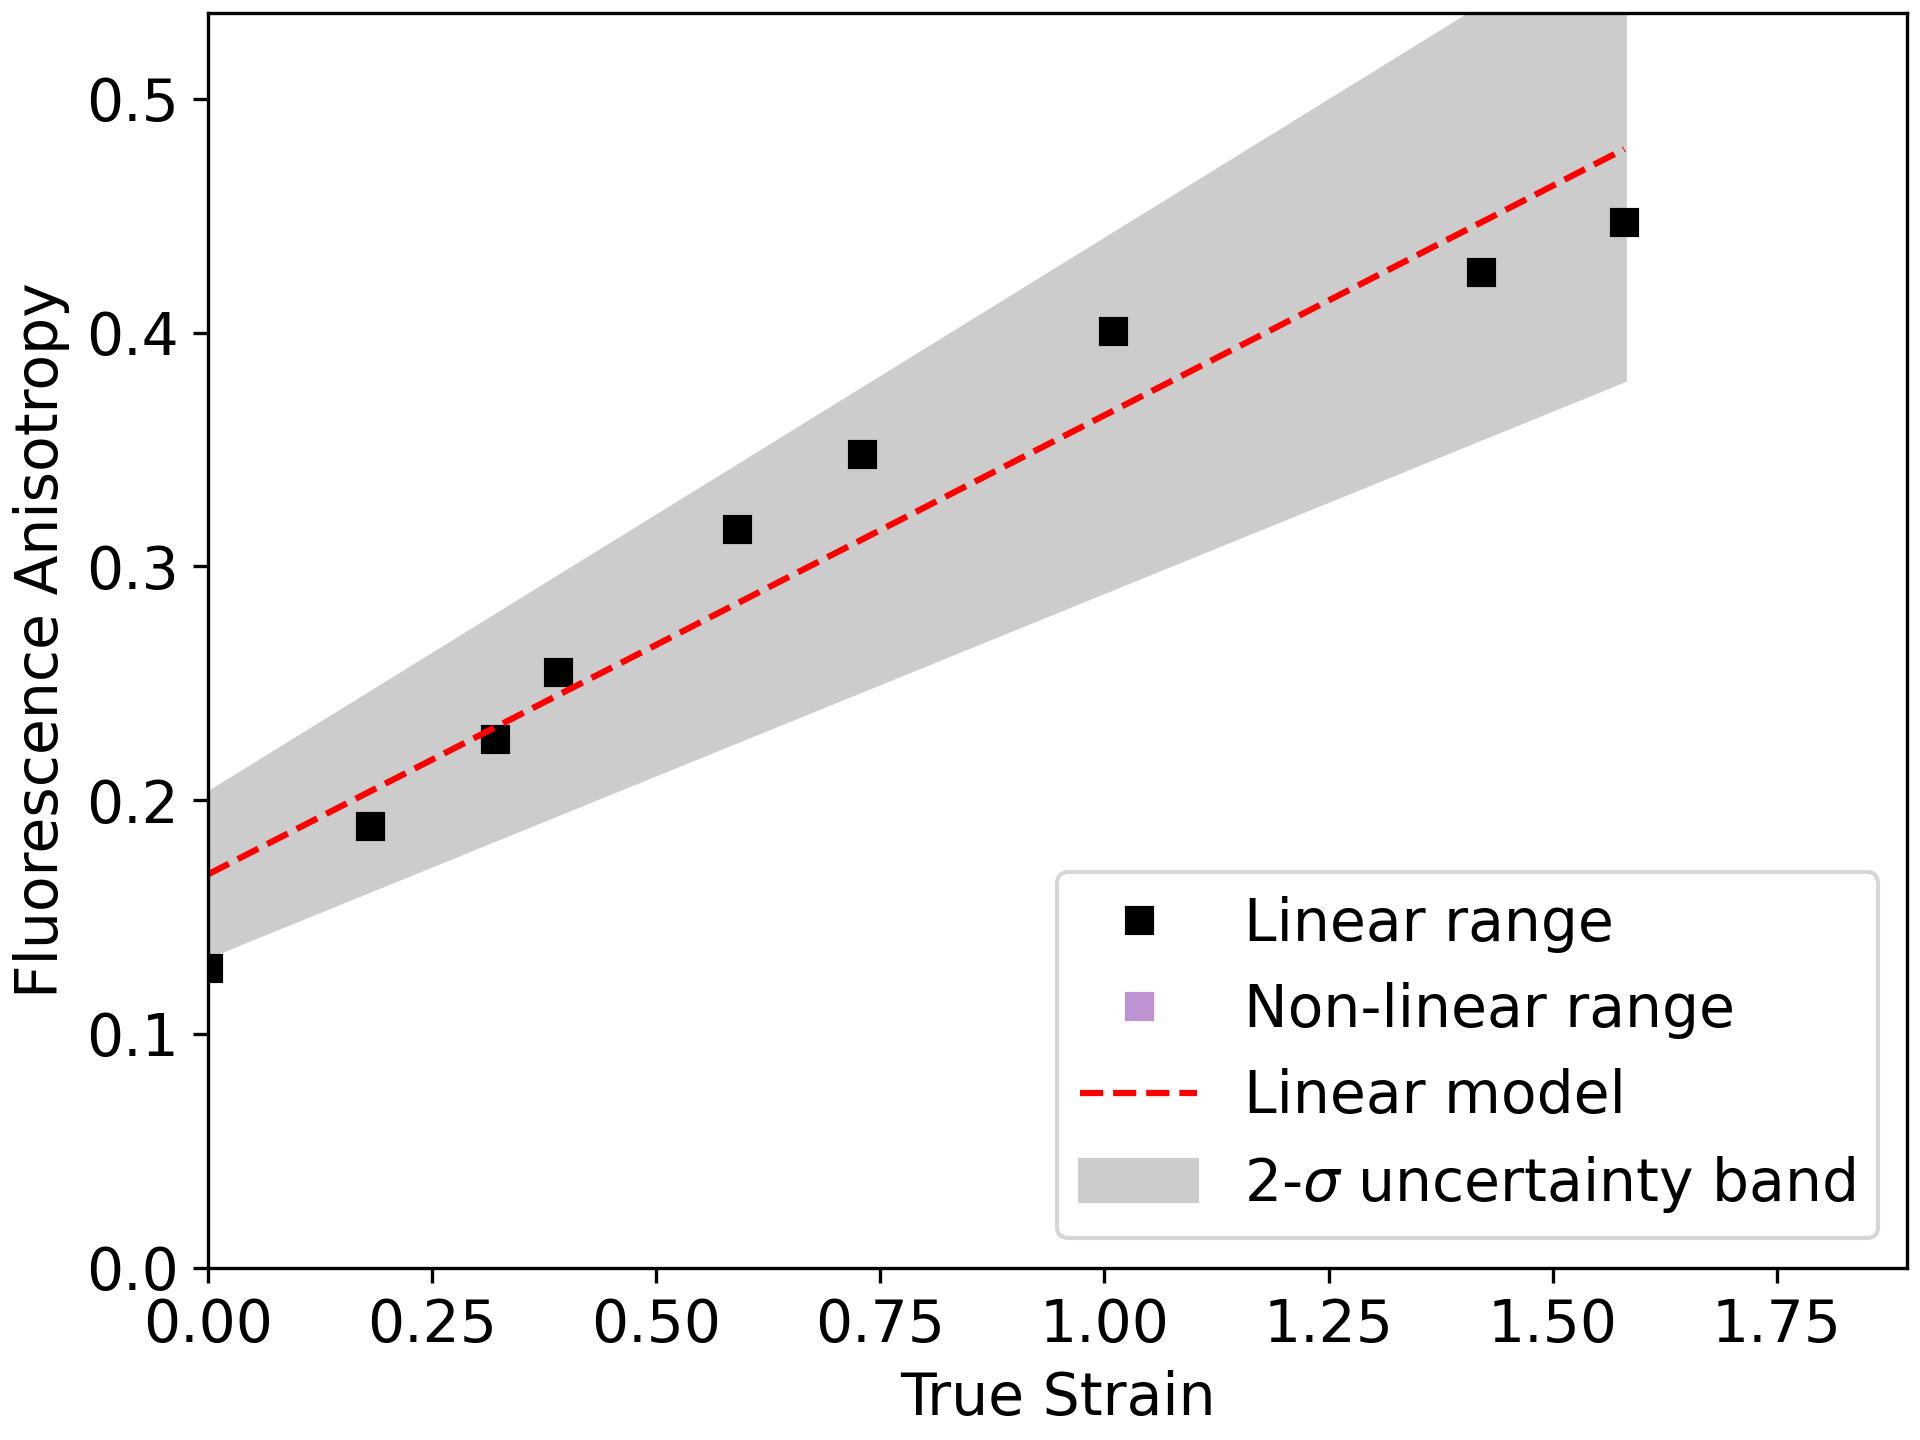 Fluorescence Anisotropy
0.5
0.4
0.3
0.2
0.1
0.0
0.00 0.25 0.50 0.75 1.00 1.25 1.50 1.75
True Strain
Linear range
Non-linear range
Linear model
2-σ uncertainty band